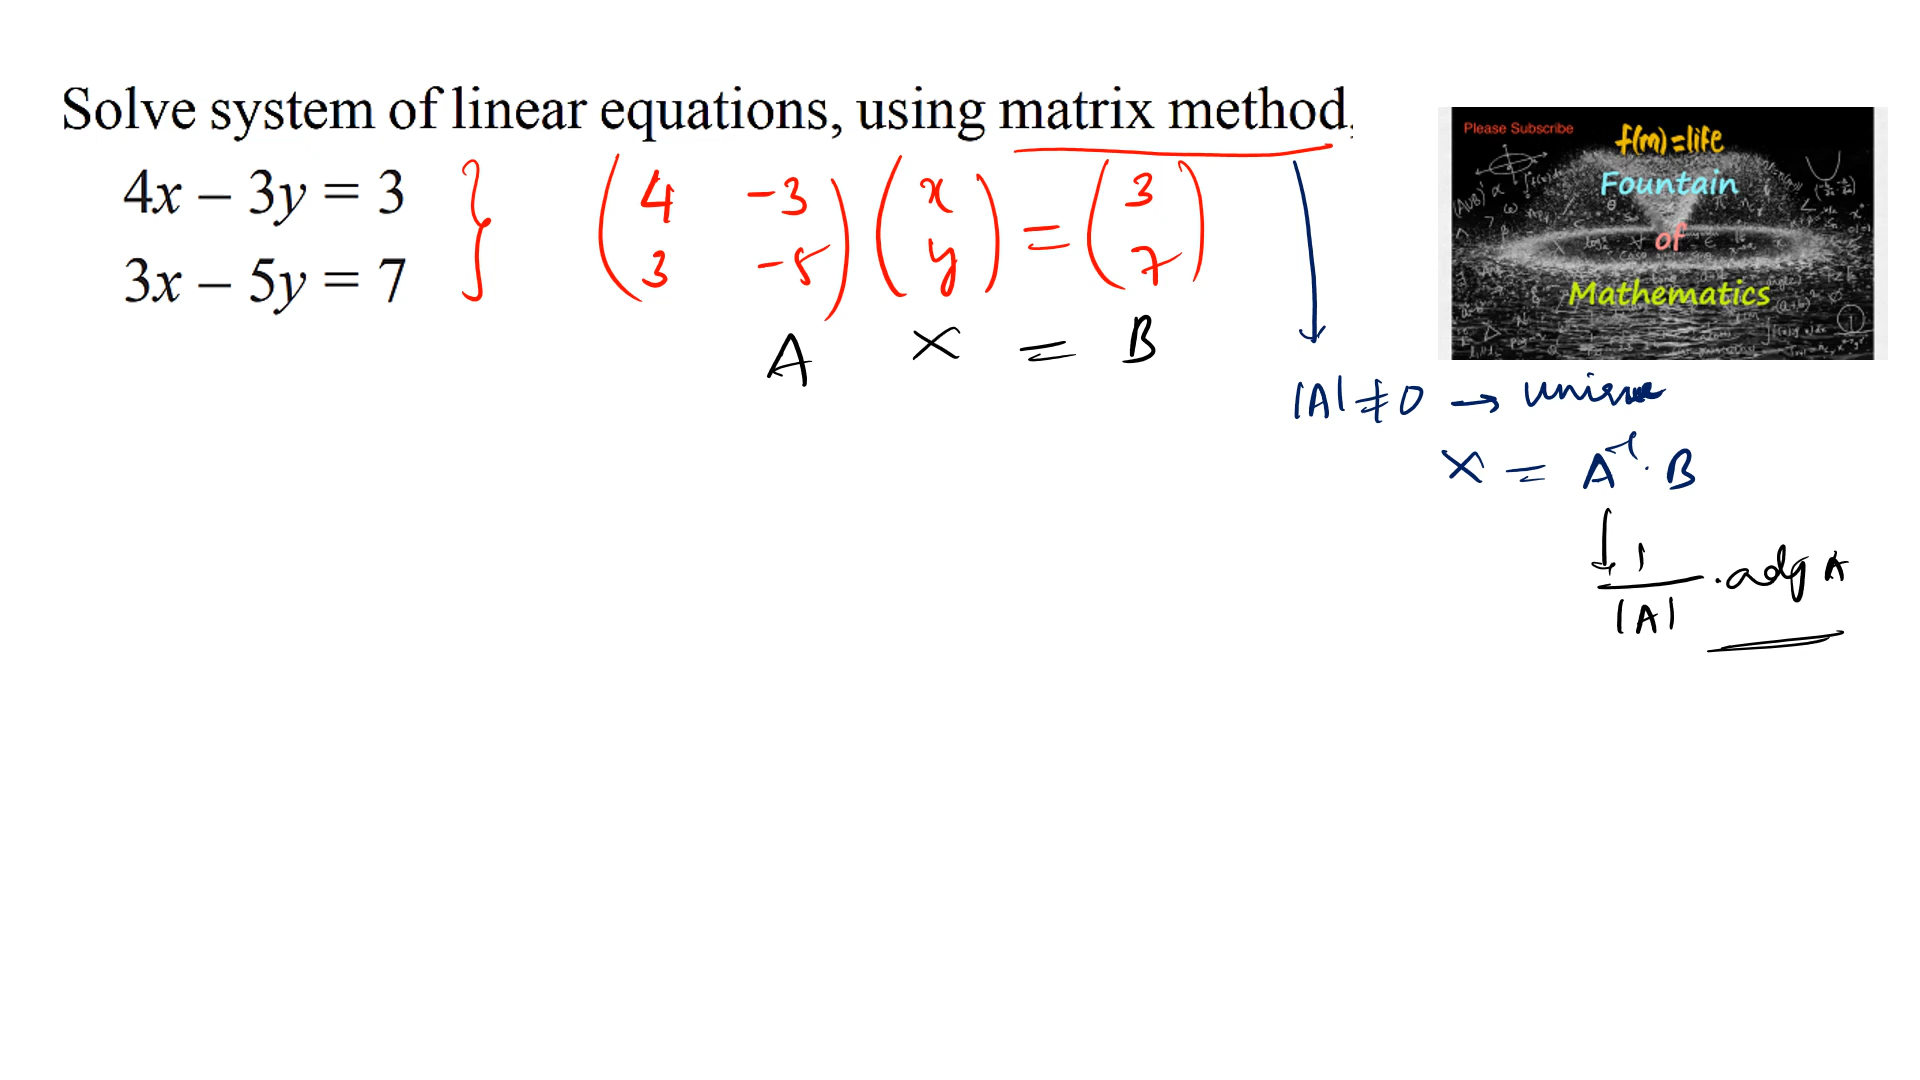 Solve system of linear equations, using matrix method,
4x – 3y = 3
3x – 5y = 7
( 4 -3 ) ( x ) = ( 3 )
( 3 -5 ) ( y ) ( 7 )
A X = B
Please Subscribe
f(m)=life
Fountain
of
Mathematics
|A| ≠ 0 → unique
X = A⁻¹ · B
↓
1
|A| · adj A